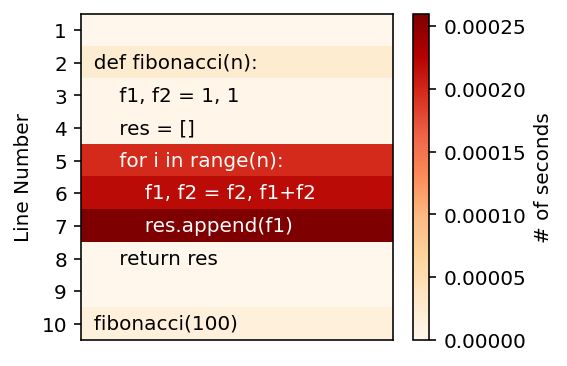 1
2 def fibonacci(n):
3 f1, f2 = 1, 1
4 res = []
5 for i in range(n):
6 f1, f2 = f2, f1+f2
7 res.append(f1)
8 return res
9
10 fibonacci(100)
Line Number
0.00025
0.00020
0.00015
0.00010
0.00005
0.00000
# of seconds